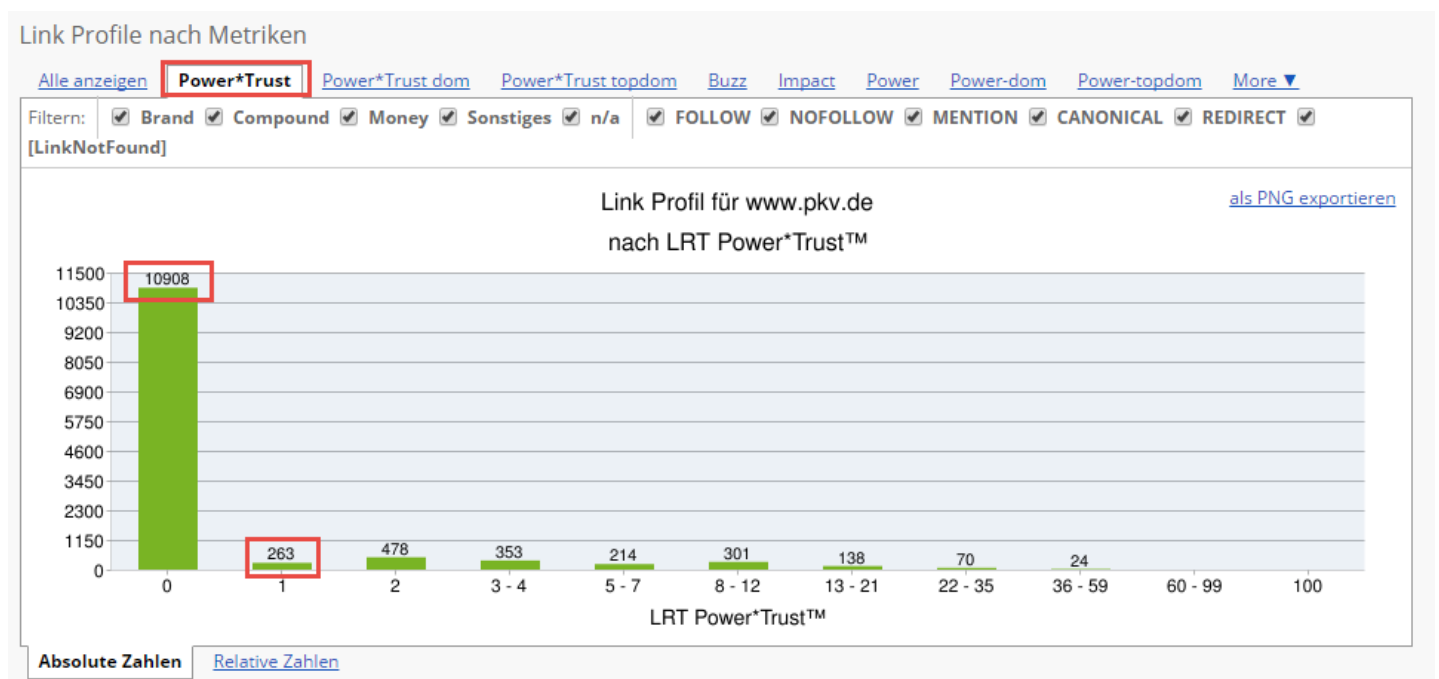 Link Profile nach Metriken
Alle anzeigen Power*Trust Power*Trust dom Power*Trust topdom Buzz Impact Power Power-dom Power-topdom More ▼
Filtern: Brand Compound Money Sonstiges n/a FOLLOW NOFOLLOW MENTION CANONICAL REDIRECT
[LinkNotFound]
Link Profil für www.pkv.de
als PNG exportieren
nach LRT Power*Trust™
11500
10908
10350
9200
8050
6900
5750
4600
3450
2300
1150
263 478 353 214 301 138 70 24
0
0 1 2 3 - 4 5 - 7 8 - 12 13 - 21 22 - 35 36 - 59 60 - 99 100
LRT Power*Trust™
Absolute Zahlen Relative Zahlen